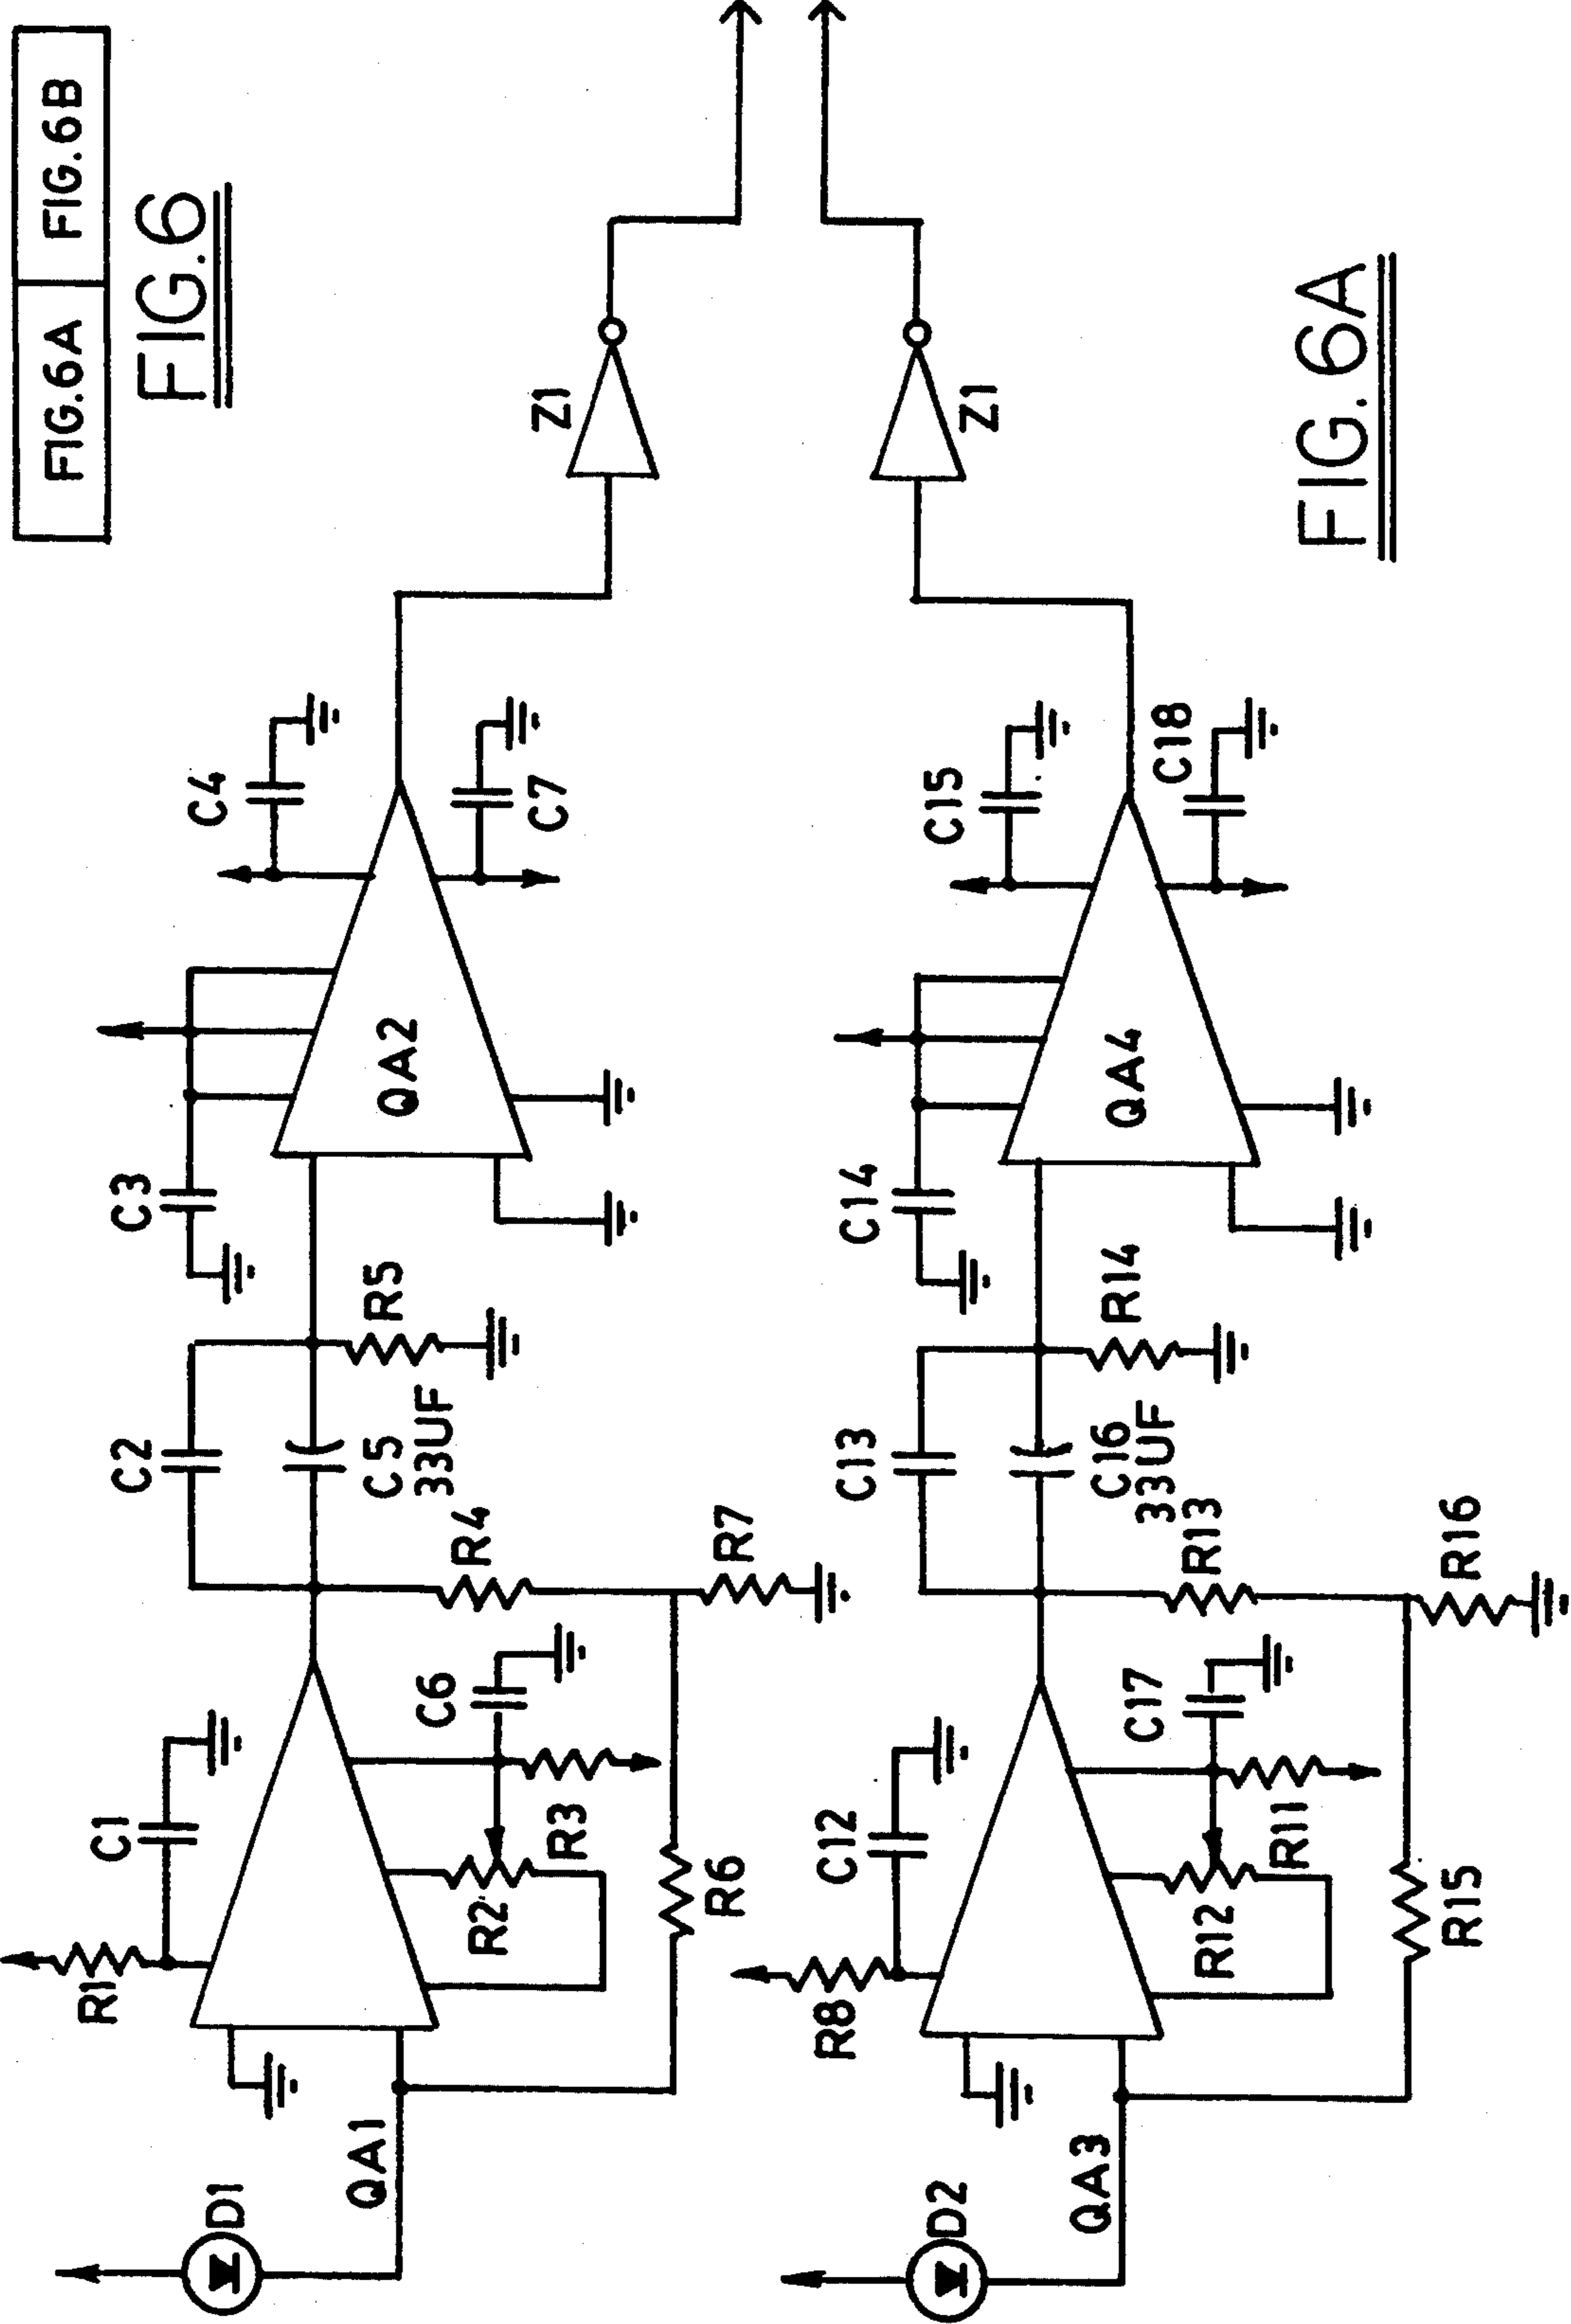 FIG.6A FIG.6B
FIG.6
D1
QA1
R1
C1
R2
R3
C6
R6
R4
R7
C2
C5
33UF
R5
C3
QA2
C4
C7
Z1
D2
QA3
R8
C12
R12
R11
C17
R15
R13
R16
C13
C16
33UF
R14
C14
QA4
C15
C18
Z1
FIG. 6A